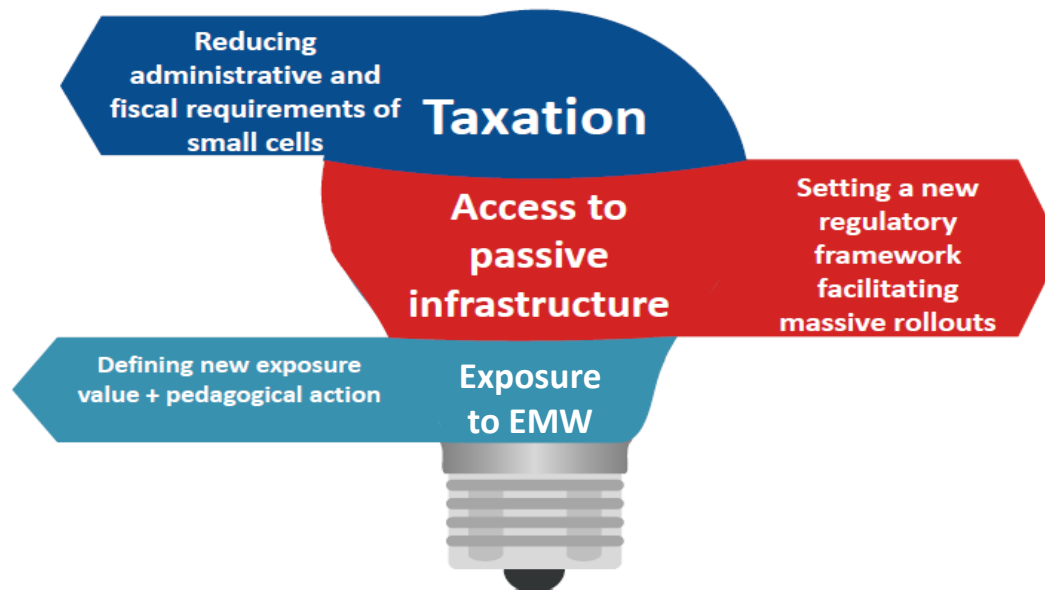 Reducing
administrative and
fiscal requirements of
small cells
Taxation
Access to
passive
infrastructure
Setting a new
regulatory
framework
facilitating
massive rollouts
Defining new exposure
value + pedagogical action
Exposure
to EMW